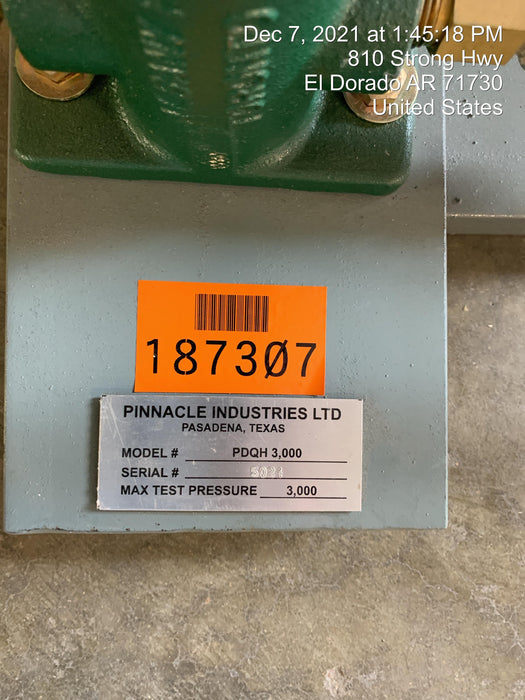 Dec 7, 2021 at 1:45:18 PM
810 Strong Hwy
El Dorado AR 71730
United States
187307
PINNACLE INDUSTRIES LTD
PASADENA, TEXAS
MODEL # PDQH 3,000
SERIAL #
MAX TEST PRESSURE 3,000